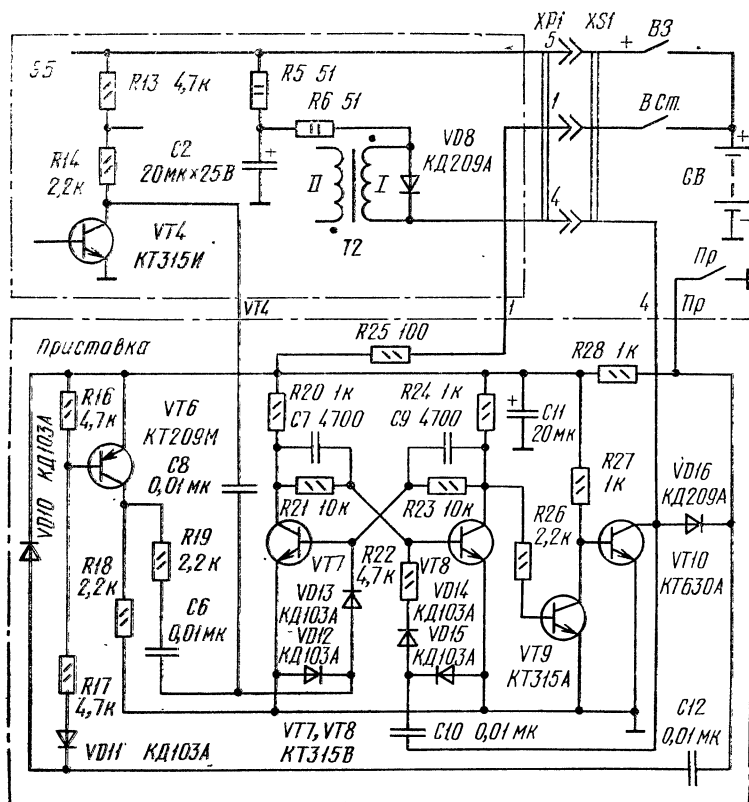 XP1 XS1
ЭБ
R13 4,7к
R5 51
5
+
ВЗ
R6 51
1
В Ст.
R14
2,2к
C2
20мк×25В
+
II
I
VD8
КД209А
+
GB
-
4
VT4
КТ315И
T2
Пр
VT4
1
4
Пр
Приставка
R25 100
R28 1к
R16
4,7к
R20 1к
R24 1к
VD10 КД103А
VT6
КТ209М
C7 4700
C9 4700
+
C11
20мк
C8
0,01мк
R27
1к
VD16
КД209А
R21 10к
R23 10к
R26
2,2к
R19
2,2к
R18
2,2к
VT7
R22
4,7к
VT8
VT10
КТ630А
VD13
КД103А
VD14
КД103А
C6
0,01мк
VD12
КД103А
VD15
КД103А
VT9
КТ315А
R17
4,7к
C12
0,01мк
VD11 КД103А
VT7, VT8
КТ315В
C10 0,01мк